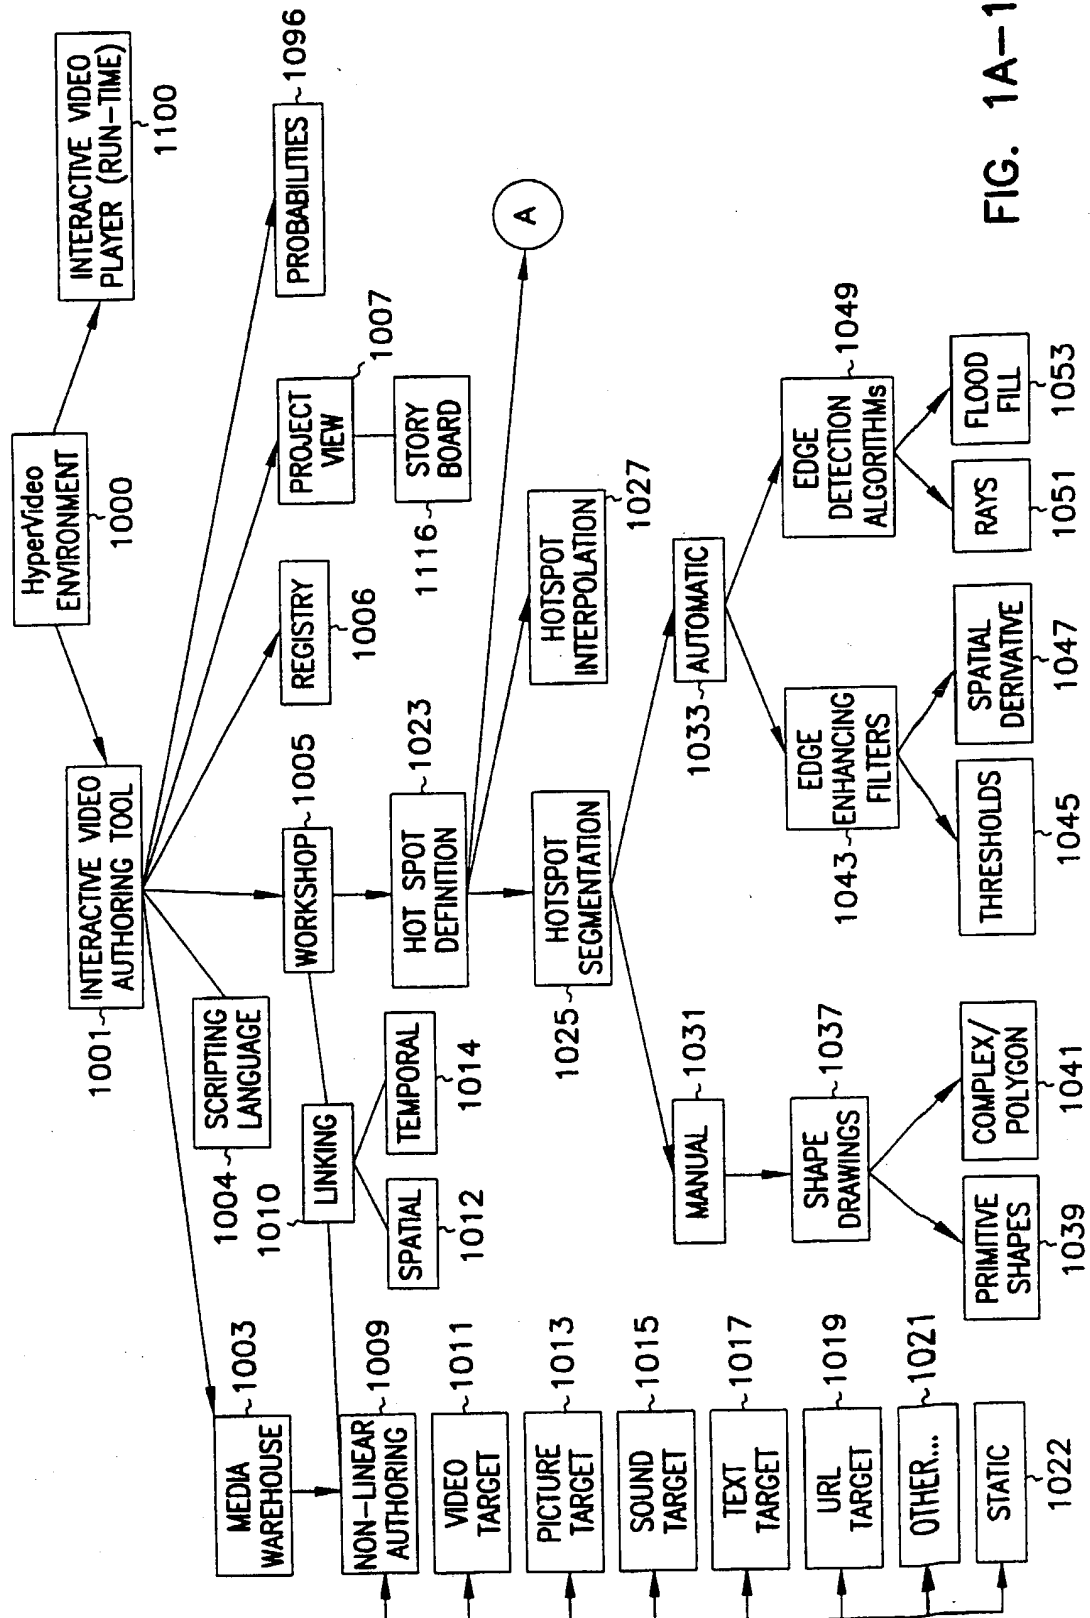 HyperVideo
ENVIRONMENT
1000
INTERACTIVE VIDEO
PLAYER (RUN-TIME)
1100
INTERACTIVE VIDEO
AUTHORING TOOL
1001
MEDIA
WAREHOUSE
1003
SCRIPTING
LANGUAGE
1004
WORKSHOP
1005
REGISTRY
1006
PROJECT
VIEW
1007
PROBABILITIES
1096
STORY
BOARD
1116
NON-LINEAR
AUTHORING
1009
LINKING
1010
SPATIAL
1012
TEMPORAL
1014
HOT SPOT
DEFINITION
1023
A
VIDEO
TARGET
1011
PICTURE
TARGET
1013
SOUND
TARGET
1015
TEXT
TARGET
1017
URL
TARGET
1019
OTHER...
1021
STATIC
1022
HOTSPOT
SEGMENTATION
1025
HOTSPOT
INTERPOLATION
1027
MANUAL
1031
AUTOMATIC
1033
SHAPE
DRAWINGS
1037
EDGE
ENHANCING
FILTERS
1043
EDGE
DETECTION
ALGORITHMs
1049
PRIMITIVE
SHAPES
1039
COMPLEX/
POLYGON
1041
THRESHOLDS
1045
SPATIAL
DERIVATIVE
1047
RAYS
1051
FLOOD
FILL
1053
FIG. 1A-1